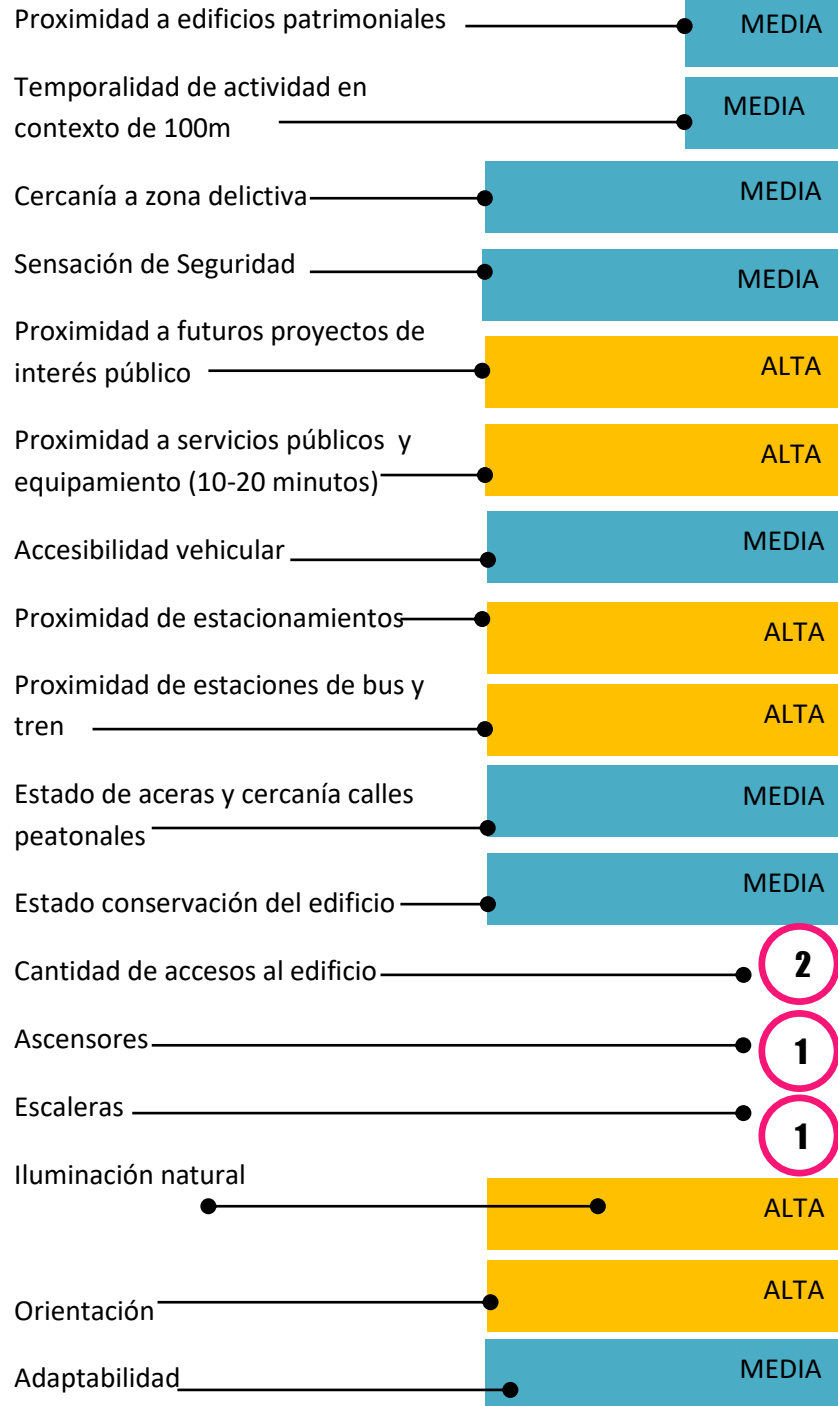 Proximidad a edificios patrimoniales MEDIA
Temporalidad de actividad en
contexto de 100m MEDIA
Cercanía a zona delictiva MEDIA
Sensación de Seguridad MEDIA
Proximidad a futuros proyectos de
interés público ALTA
Proximidad a servicios públicos y
equipamiento (10-20 minutos) ALTA
Accesibilidad vehicular MEDIA
Proximidad de estacionamientos ALTA
Proximidad de estaciones de bus y
tren ALTA
Estado de aceras y cercanía calles
peatonales MEDIA
Estado conservación del edificio MEDIA
Cantidad de accesos al edificio 2
Ascensores 1
Escaleras 1
Iluminación natural ALTA
Orientación ALTA
Adaptabilidad MEDIA